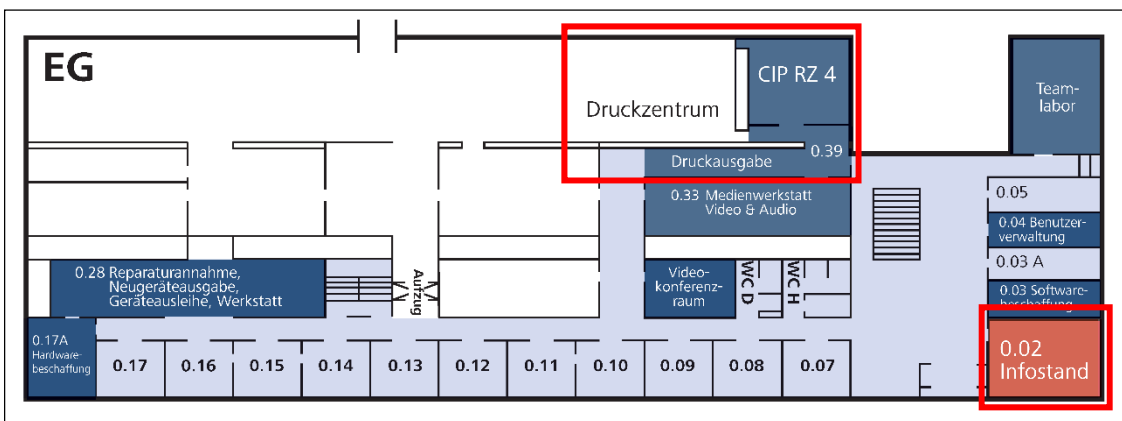 EG
CIP RZ 4
Druckzentrum
Team-
labor
0.39
Druckausgabe
0.33 Medienwerkstatt
Video & Audio
0.05
0.04 Benutzer-
verwaltung
0.03 A
0.03 Software-
beschaffung
0.28 Reparaturannahme,
Neugeräteausgabe,
Geräteausleihe, Werkstatt
Aufzug
Video-
konferenz-
raum
WC D
WC H
0.17A
Hardware-
beschaffung
0.17
0.16
0.15
0.14
0.13
0.12
0.11
0.10
0.09
0.08
0.07
0.02
Infostand